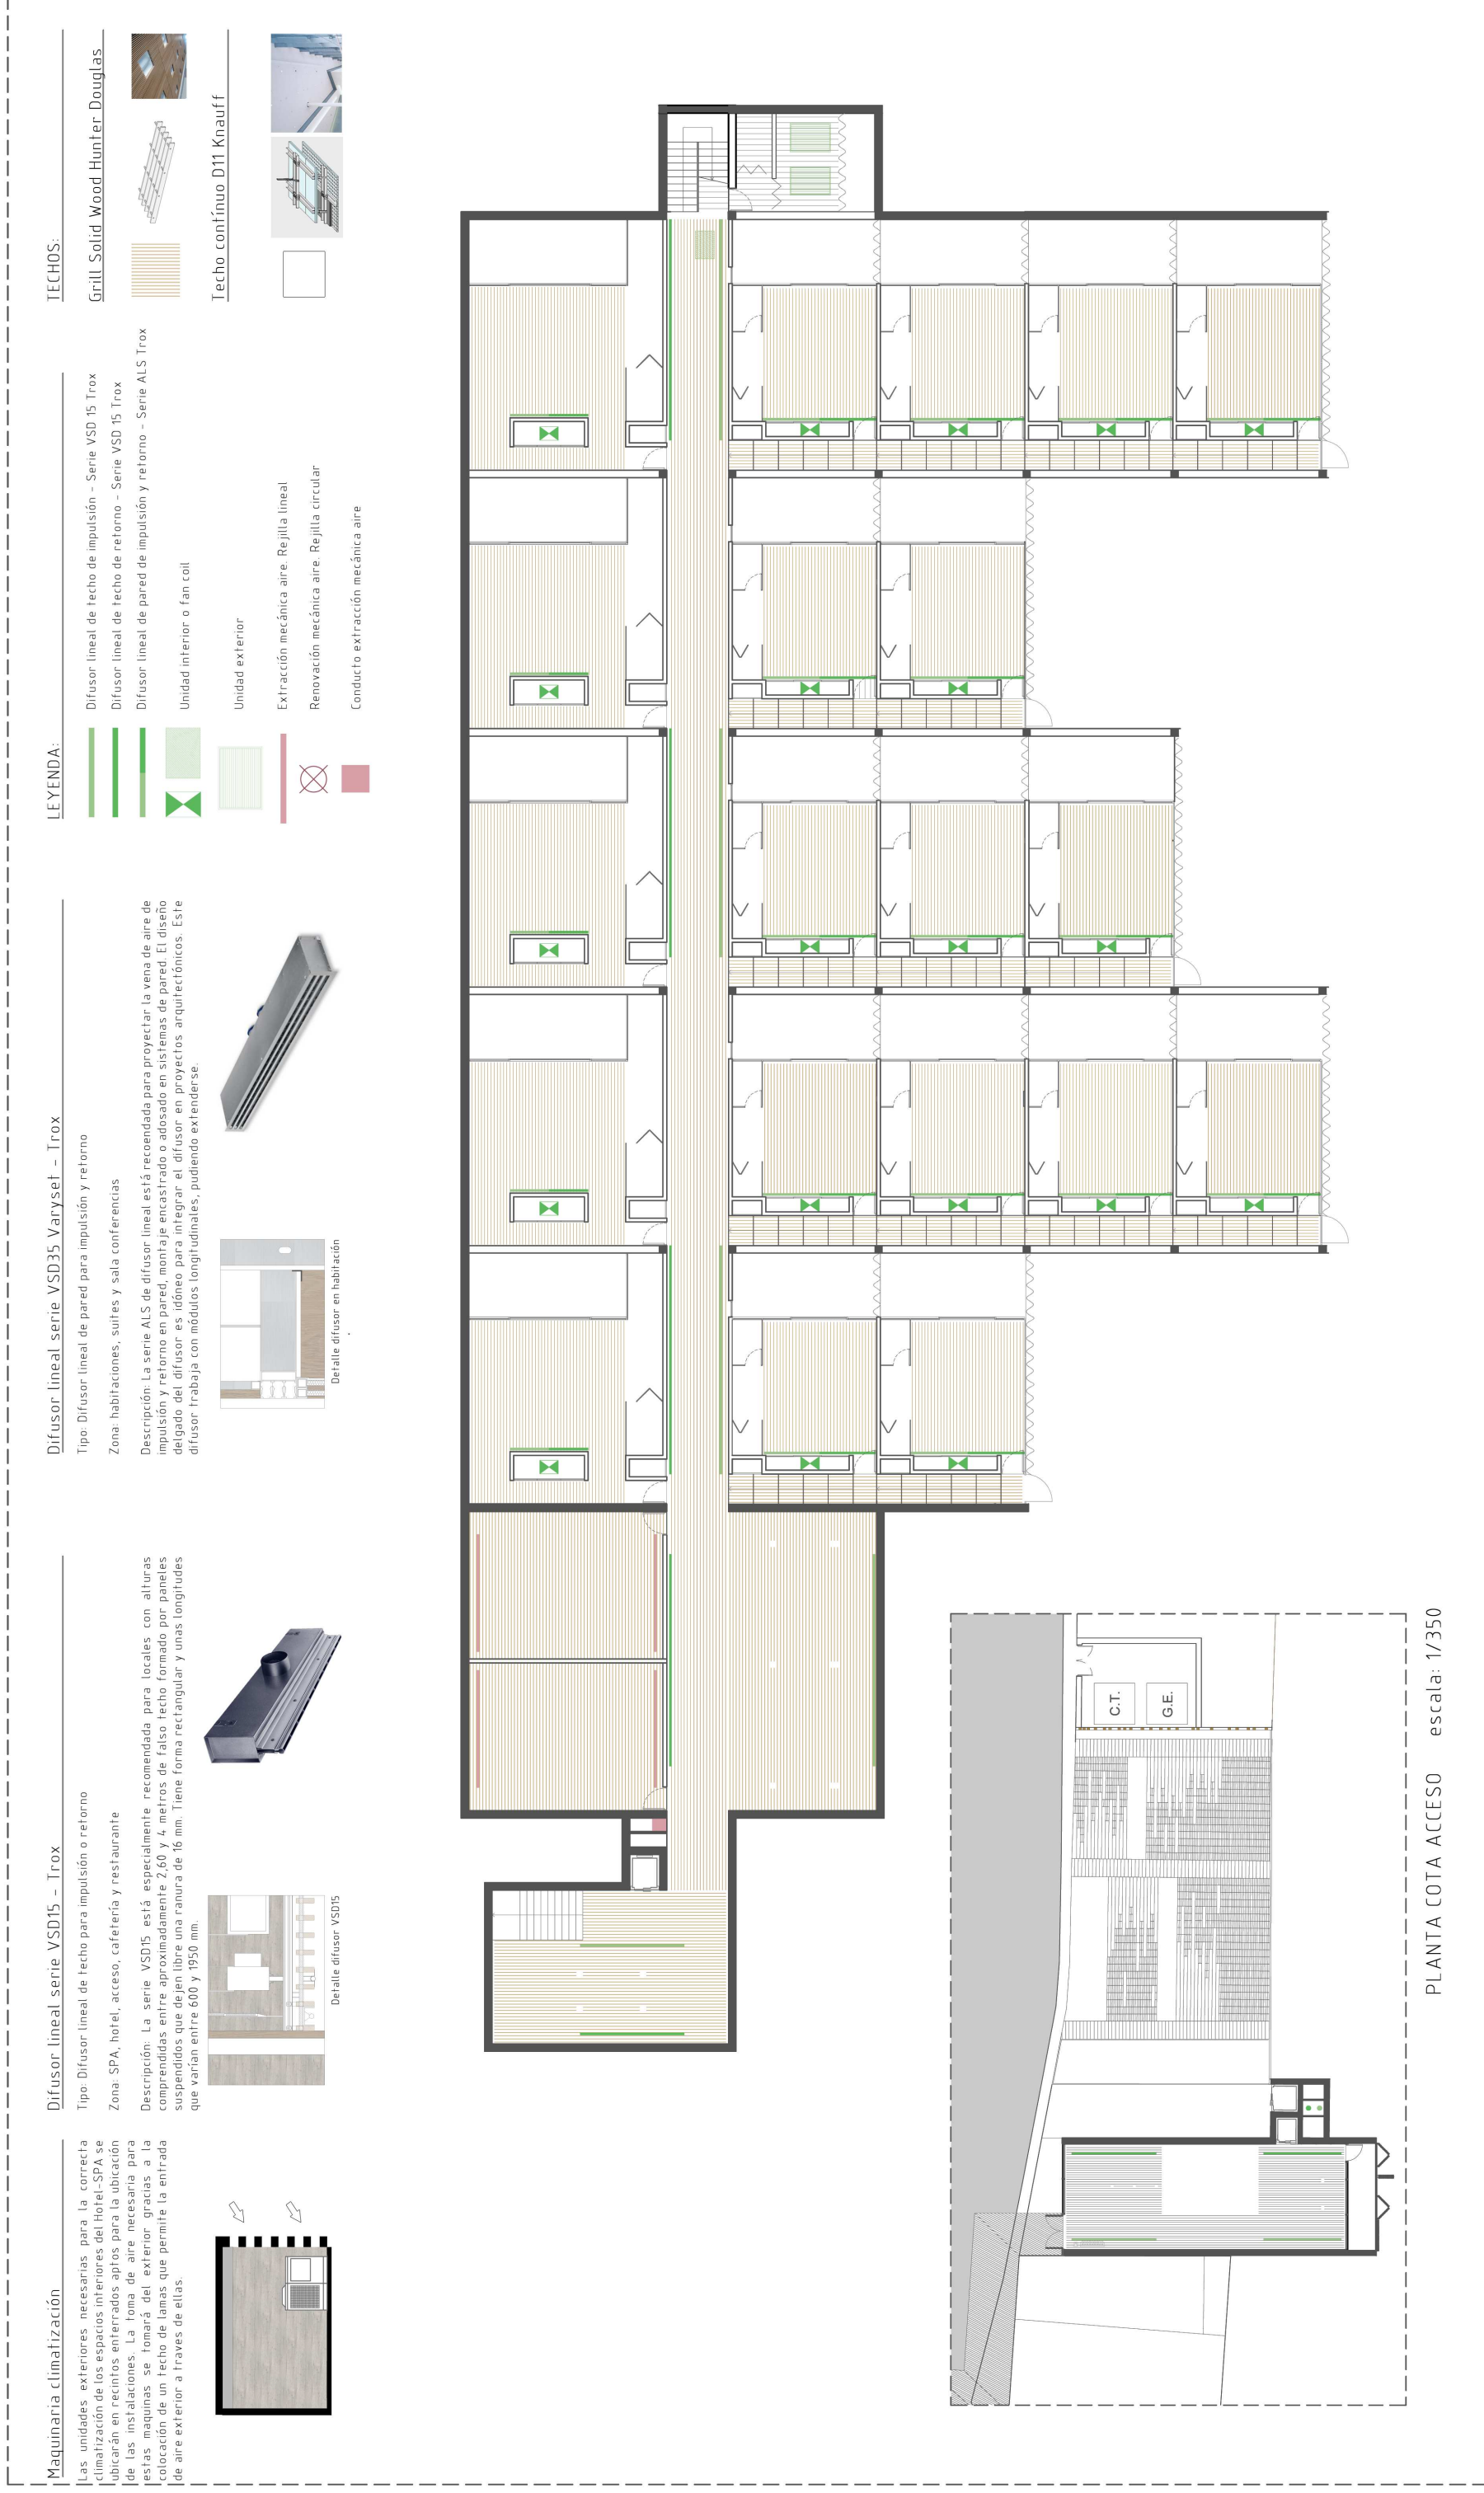 Maquinaria climatización
Las unidades exteriores necesarias para la correcta
climatización de los espacios interiores del Hotel-SPA se
ubicarán en recintos enterrados aptos para la ubicación
de las instalaciones. La toma de aire necesaria para
estas maquinas se tomará del exterior gracias a la
colocación de un techo de lamas que permite la entrada
de aire exterior a traves de ellas.
Difusor lineal serie VSD15 - Trox
Tipo: Difusor lineal de techo para impulsión o retorno
Zona: SPA, hotel, acceso, cafetería y restaurante
Descripción: La serie VSD15 está especialmente recomendada para locales con alturas
comprendidas entre aproximadamente 2,60 y 4 metros de falso techo formado por paneles
suspendidos que dejen libre una ranura de 16 mm. Tiene forma rectangular y unas longitudes
que varían entre 600 y 1950 mm.
Detalle difusor VSD15
Difusor lineal serie VSD35 Varyset - Trox
Tipo: Difusor lineal de pared para impulsión y retorno
Zona: habitaciones, suites y sala conferencias
Descripción: La serie ALS de difusor lineal está recoendada para proyectar la vena de aire de
impulsión y retorno en pared, montaje encastrado o adosado en sistemas de pared. El diseño
delgado del difusor es idóneo para integrar el difusor en proyectos arquitectónicos. Este
difusor trabaja con módulos longitudinales, pudiendo extenderse.
Detalle difusor en habitación
LEYENDA:
Difusor lineal de techo de impulsión - Serie VSD 15 Trox
Difusor lineal de techo de retorno - Serie VSD 15 Trox
Difusor lineal de pared de impulsión y retorno - Serie ALS Trox
Unidad interior o fan coil
Unidad exterior
Extracción mecánica aire. Rejilla lineal
Renovación mecánica aire. Rejilla circular
Conducto extracción mecánica aire
TECHOS:
Grill Solid Wood Hunter Douglas
Techo contínuo D11 Knauff
C.T.
G.E.
PLANTA COTA ACCESO escala: 1/350